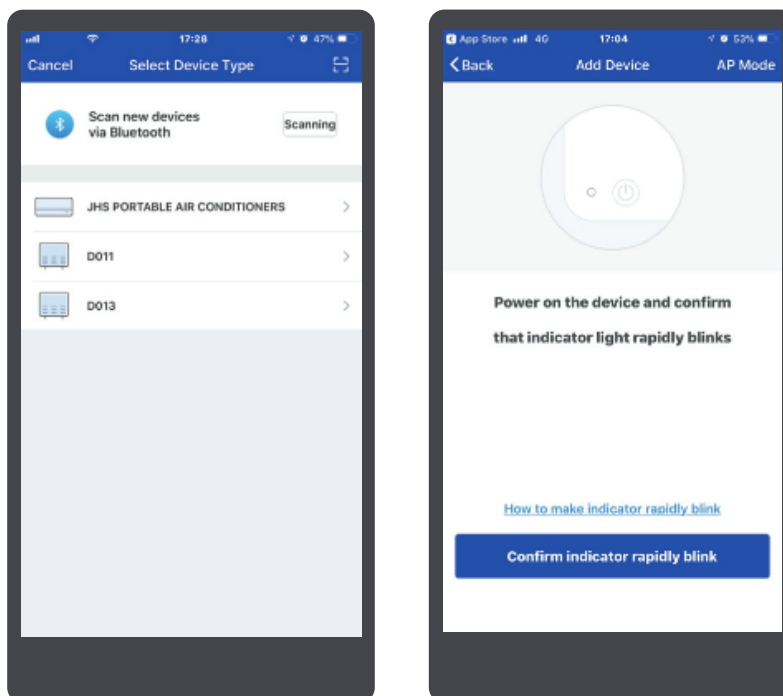 17:28
47%
Cancel
Select Device Type
Scan new devices
via Bluetooth
Scanning
JHS PORTABLE AIR CONDITIONERS
D011
D013
App Store
4G
17:04
53%
Back
Add Device
AP Mode
Power on the device and confirm
that indicator light rapidly blinks
How to make indicator rapidly blink
Confirm indicator rapidly blink